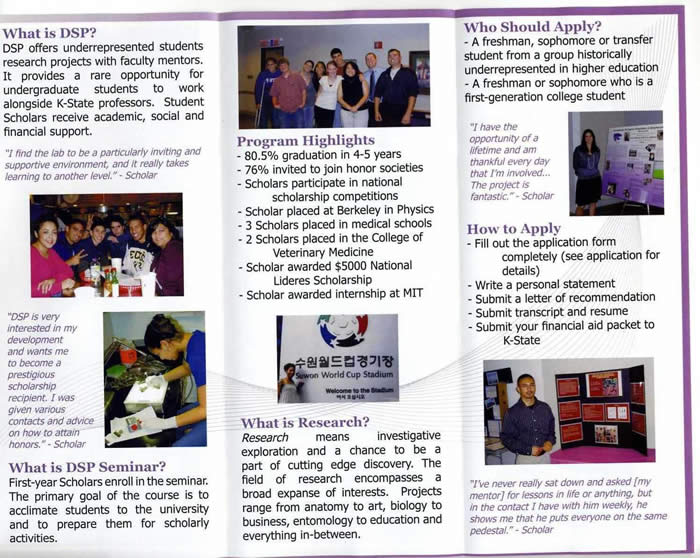 What is DSP?
DSP offers underrepresented students
research projects with faculty mentors.
It provides a rare opportunity for
undergraduate students to work
alongside K-State professors. Student
Scholars receive academic, social and
financial support.
"I find the lab to be a particularly inviting and
supportive environment, and it really takes
learning to another level." - Scholar
"DSP is very
interested in my
development
and wants me
to become a
prestigious
scholarship
recipient. I was
given various
contacts and advice
on how to attain
honors." - Scholar
What is DSP Seminar?
First-year Scholars enroll in the seminar.
The primary goal of the course is to
acclimate students to the university
and to prepare them for scholarly
activities.
Program Highlights
- 80.5% graduation in 4-5 years
- 76% invited to join honor societies
- Scholars participate in national
scholarship competitions
- Scholar placed at Berkeley in Physics
- 3 Scholars placed in medical schools
- 2 Scholars placed in the College of
Veterinary Medicine
- Scholar awarded $5000 National
Lideres Scholarship
- Scholar awarded internship at MIT
수원월드컵경기장
Suwon World Cup Stadium
Welcome to the Stadium
어서 오십시오
What is Research?
Research means investigative
exploration and a chance to be a
part of cutting edge discovery. The
field of research encompasses a
broad expanse of interests. Projects
range from anatomy to art, biology to
business, entomology to education and
everything in-between.
Who Should Apply?
- A freshman, sophomore or transfer
student from a group historically
underrepresented in higher education
- A freshman or sophomore who is a
first-generation college student
"I have the
opportunity of a
lifetime and am
thankful every day
that I'm involved...
The project is
fantastic." - Scholar
How to Apply
- Fill out the application form
completely (see application for
details)
- Write a personal statement
- Submit a letter of recommendation
- Submit transcript and resume
- Submit your financial aid packet to
K-State
"I've never really sat down and asked [my
mentor] for lessons in life or anything, but
in the contact I have with him weekly, he
shows me that he puts everyone on the same
pedestal." - Scholar